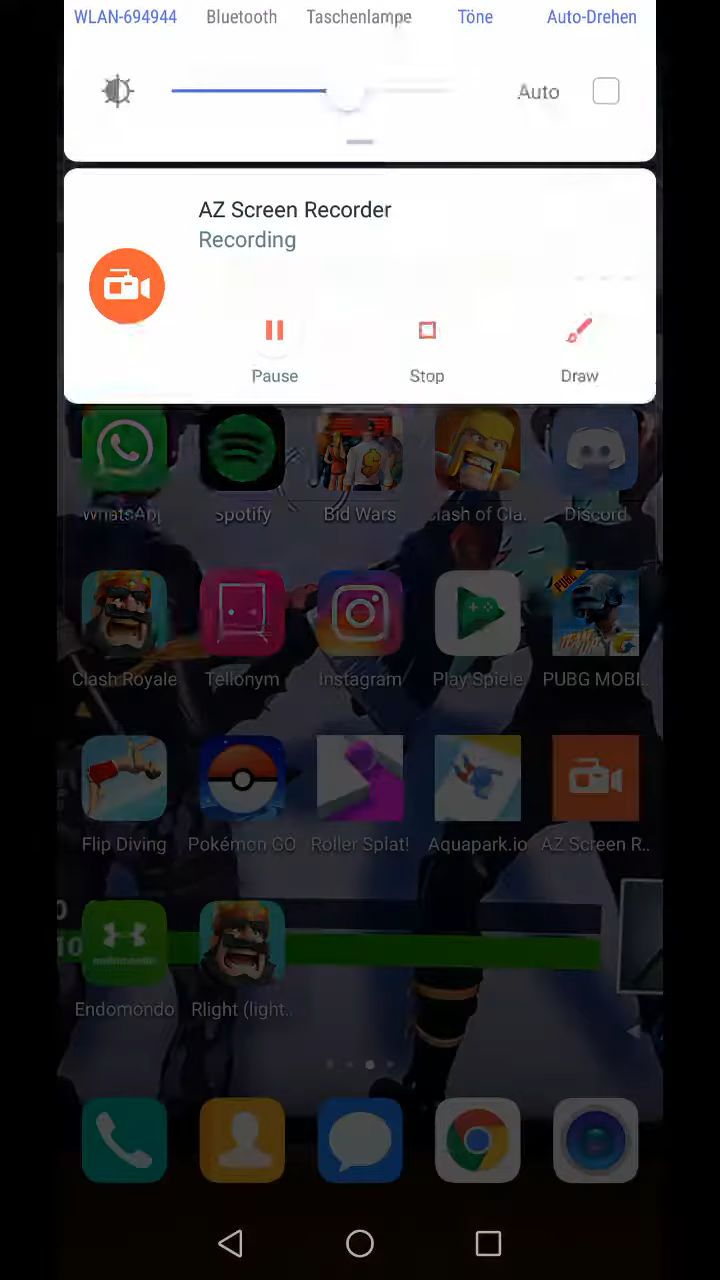 WLAN-694944 Bluetooth Taschenlampe Töne Auto-Drehen
Auto
AZ Screen Recorder
Recording
Pause Stop Draw
WhatsApp Spotify Bid Wars Clash of Cla.. Discord
Clash Royale Tellonym Instagram Play Spiele PUBG MOBI..
Flip Diving Pokémon GO Roller Splat! Aquapark.io AZ Screen R..
0
10
Endomondo Rlight (light..